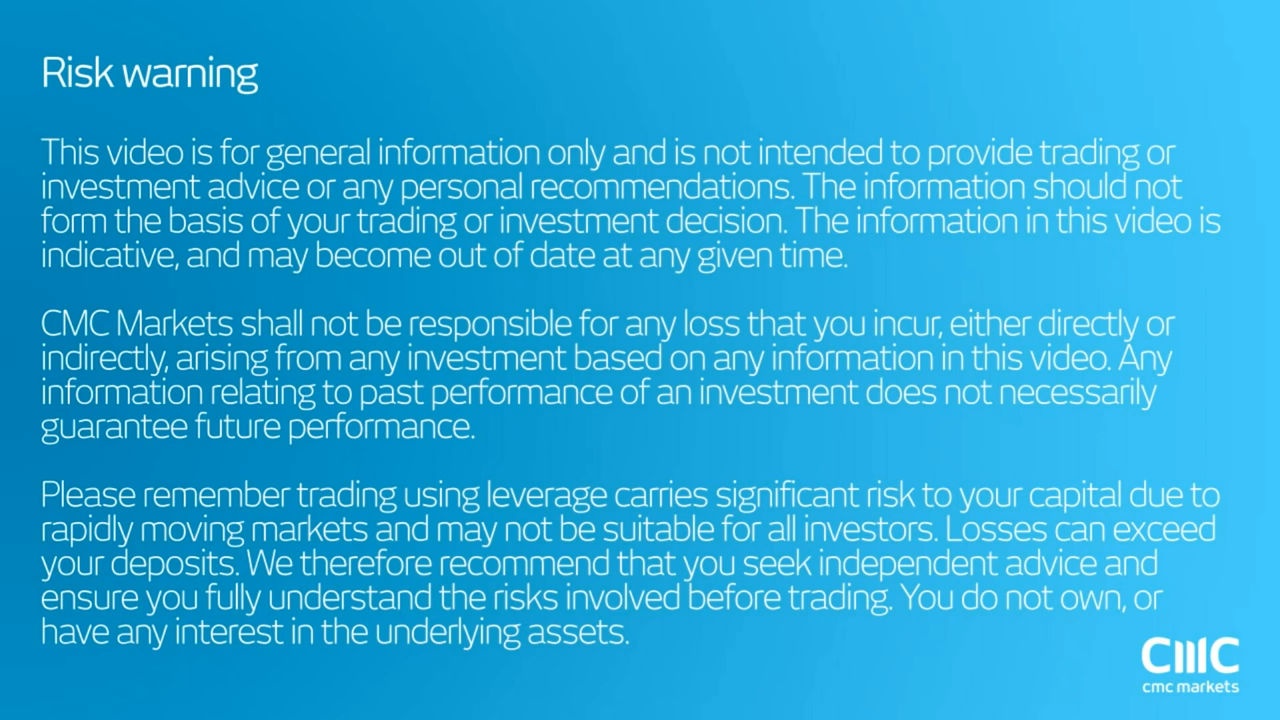 Risk warning
This video is for general information only and is not intended to provide trading or
investment advice or any personal recommendations. The information should not
form the basis of your trading or investment decision. The information in this video is
indicative, and may become out of date at any given time.
CMC Markets shall not be responsible for any loss that you incur, either directly or
indirectly, arising from any investment based on any information in this video. Any
information relating to past performance of an investment does not necessarily
guarantee future performance.
Please remember trading using leverage carries significant risk to your capital due to
rapidly moving markets and may not be suitable for all investors. Losses can exceed
your deposits. We therefore recommend that you seek independent advice and
ensure you fully understand the risks involved before trading. You do not own, or
have any interest in the underlying assets.
CMC
cmc markets